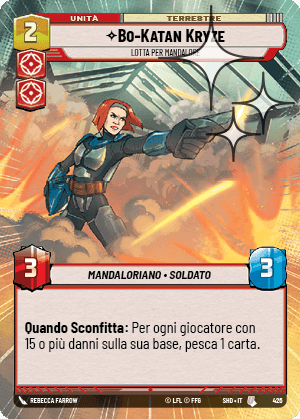 UNITÀ
TERRESTRE
2
BO-KATAN KRYZE
LOTTA PER MANDALORE
3
3
MANDALORIANO • SOLDATO
Quando Sconfitta: Per ogni giocatore con
15 o più danni sulla sua base, pesca 1 carta.
REBECCA FARROW
© LFL © FFG
SHD • IT
426